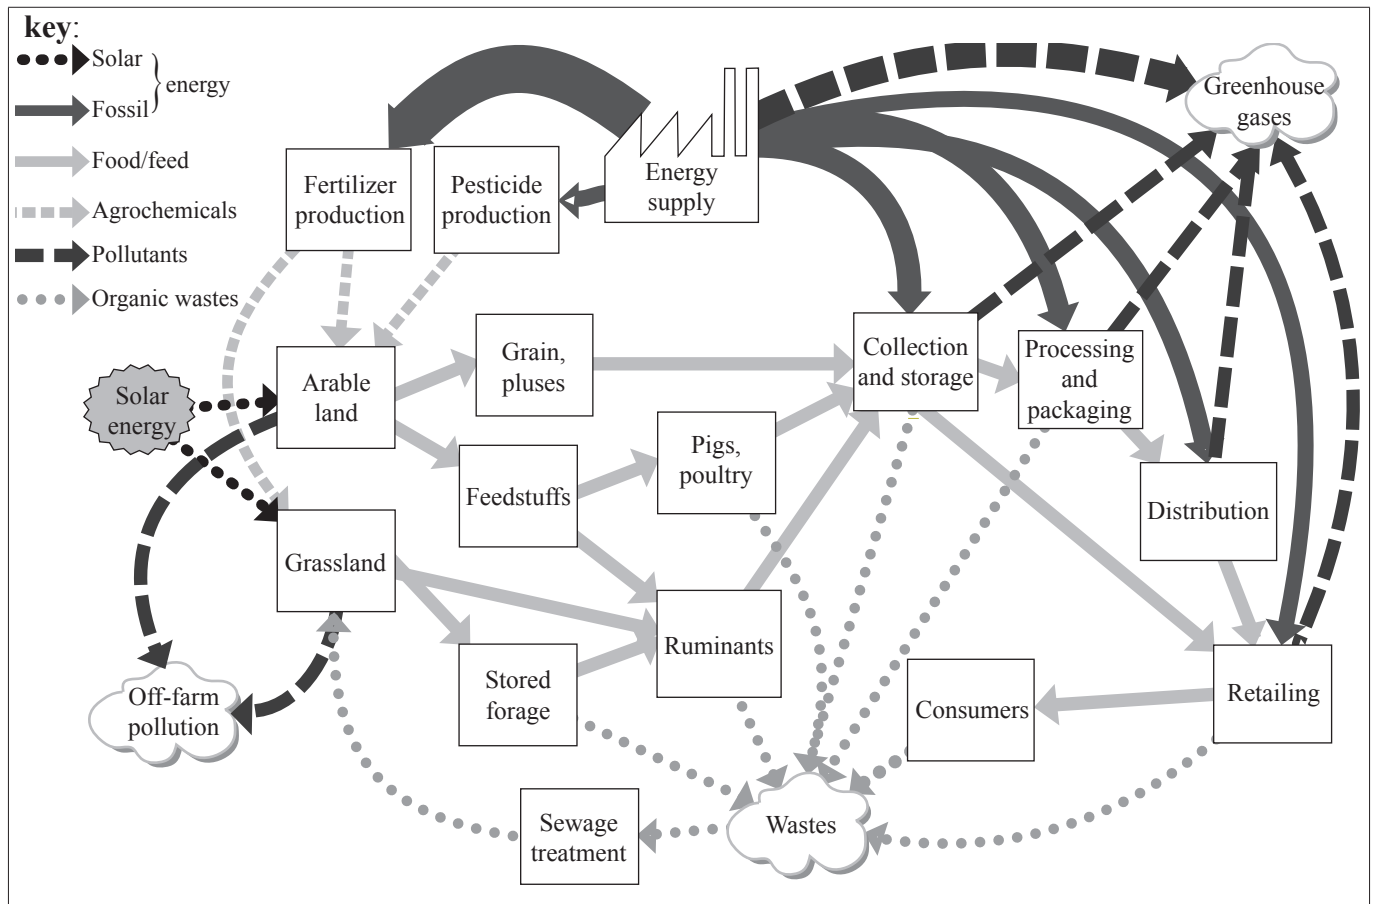 key:
Solar
Fossil
energy
Food/feed
Agrochemicals
Pollutants
Organic wastes
Greenhouse
gases
Energy
supply
Fertilizer
production
Pesticide
production
Solar
energy
Arable
land
Grain,
pluses
Collection
and storage
Processing
and
packaging
Pigs,
poultry
Feedstuffs
Distribution
Grassland
Ruminants
Stored
forage
Off-farm
pollution
Consumers
Retailing
Sewage
treatment
Wastes